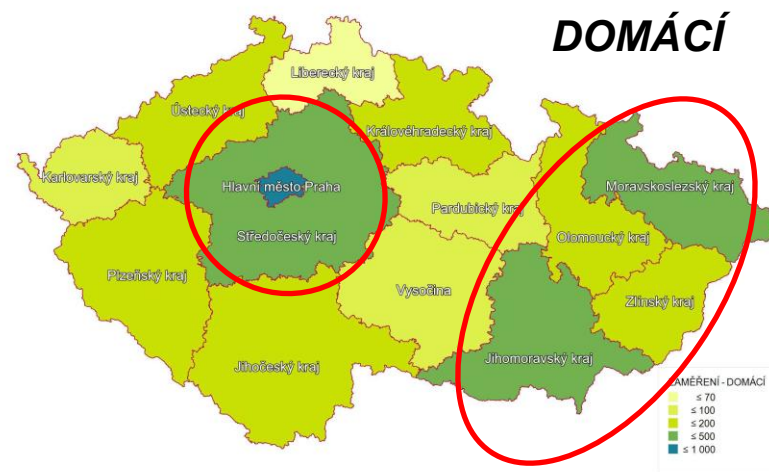 DOMÁCÍ
Liberecký kraj
Ústecký kraj
Královéhradecký kraj
Karlovarský kraj
Hlavní město Praha
Moravskoslezský kraj
Pardubický kraj
Středočeský kraj
Olomoucký kraj
Plzeňský kraj
Vysočina
Zlínský kraj
Jihočeský kraj
Jihomoravský kraj
ZAMĚŘENÍ - DOMÁCÍ
≤ 70
≤ 100
≤ 200
≤ 500
≤ 1 000